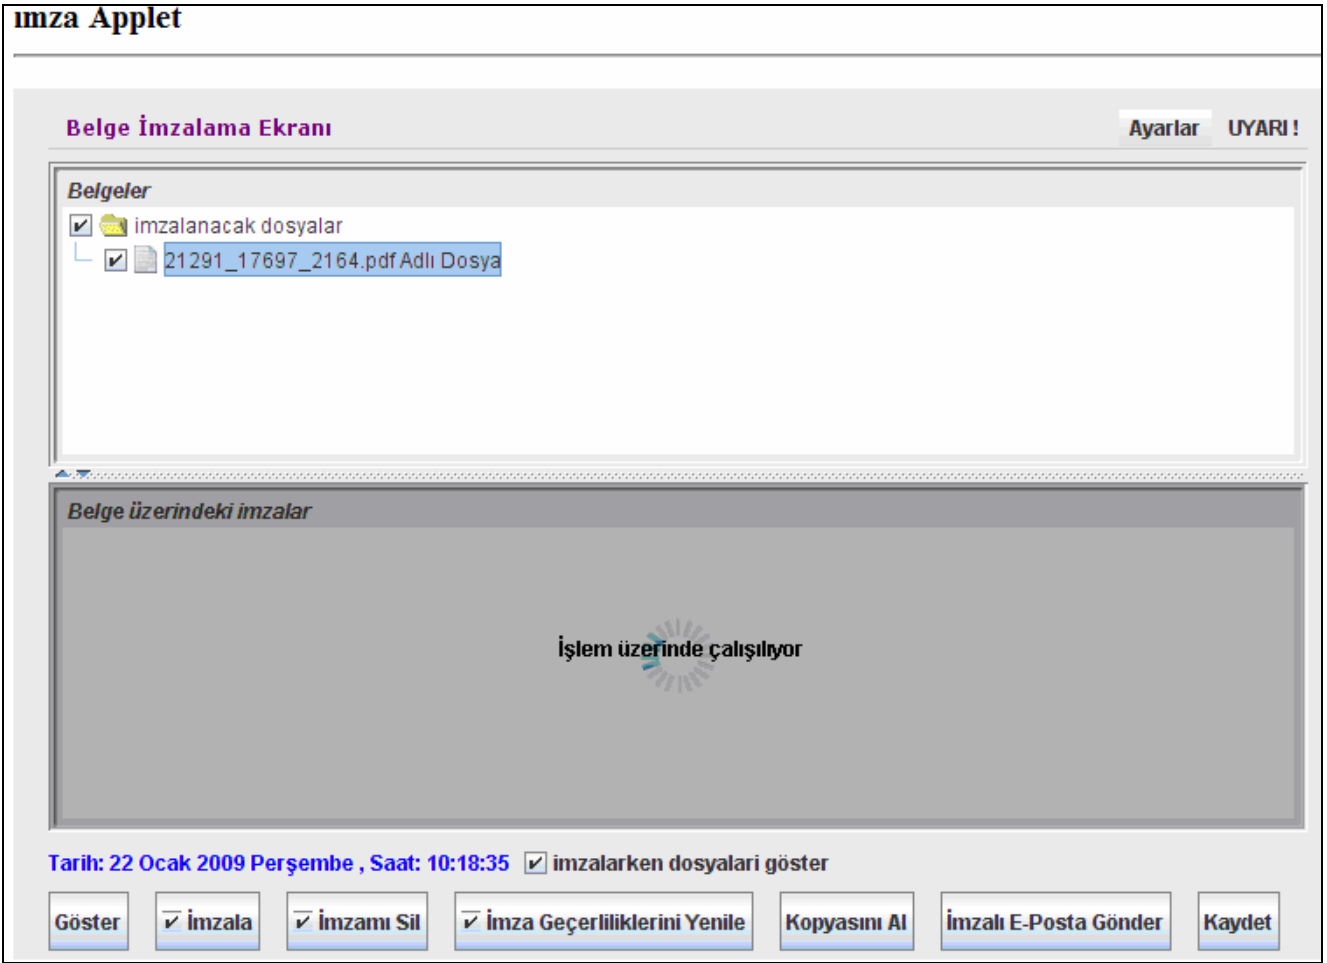 ımza Applet
Belge İmzalama Ekranı
Ayarlar UYARI !
Belgeler
imzalanacak dosyalar
21291_17697_2164.pdf Adlı Dosya
Belge üzerindeki imzalar
İşlem üzerinde çalışılıyor
Tarih: 22 Ocak 2009 Perşembe , Saat: 10:18:35 imzalarken dosyalari göster
Göster İmzala İmzamı Sil İmza Geçerliliklerini Yenile Kopyasını Al İmzalı E-Posta Gönder Kaydet